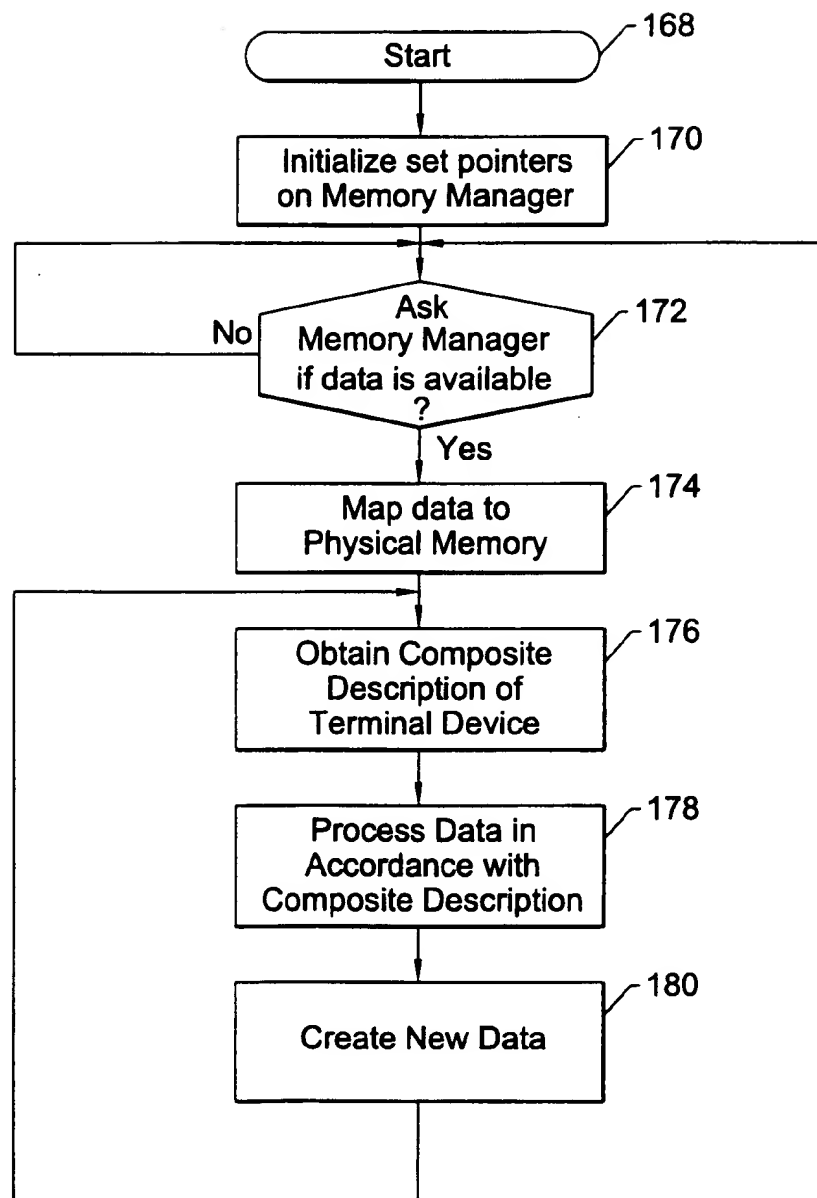 Start
168
Initialize set pointers
on Memory Manager
170
Ask
Memory Manager
if data is available
?
172
No
Yes
Map data to
Physical Memory
174
Obtain Composite
Description of
Terminal Device
176
Process Data in
Accordance with
Composite Description
178
Create New Data
180